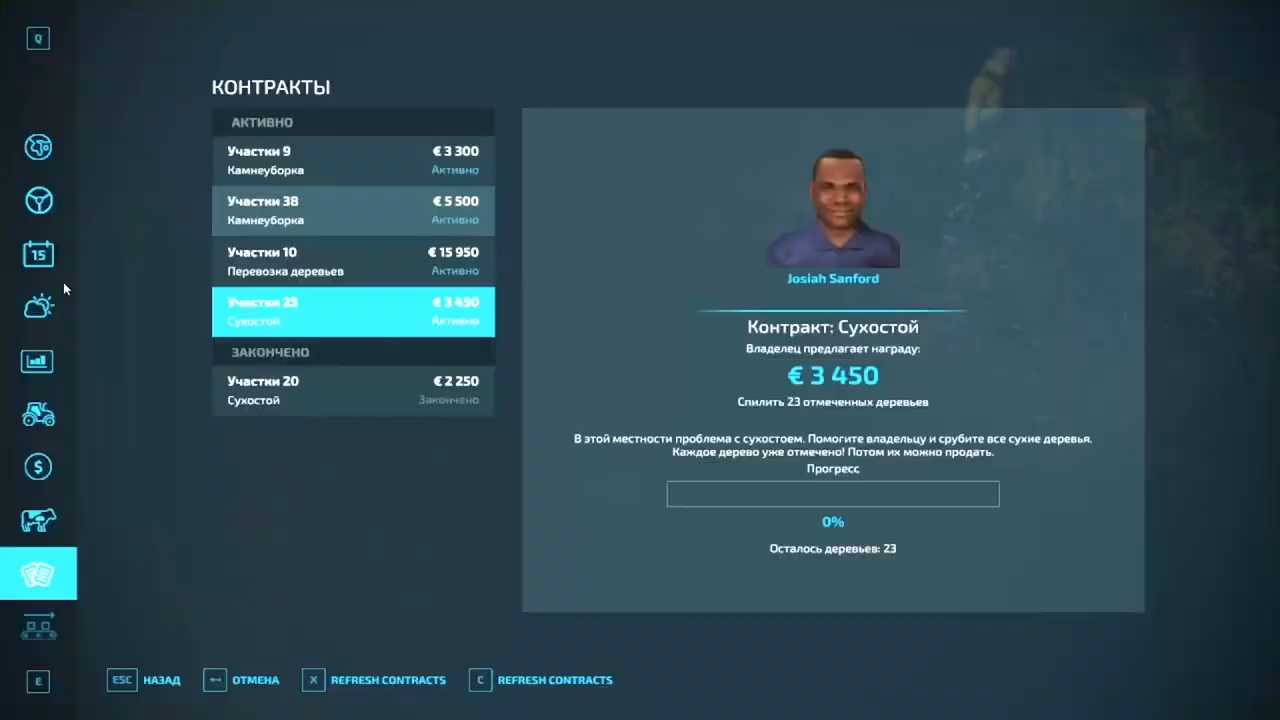 Q
КОНТРАКТЫ
АКТИВНО
Участки 9 € 3 300
Камнеуборка Активно
Участки 38 € 5 500
Камнеуборка Активно
Участки 10 € 15 950
Перевозка деревьев Активно
Участки 25 € 3 450
Сухостой Активно
ЗАКОНЧЕНО
Участки 20 € 2 250
Сухостой Закончено
15
Josiah Sanford
Контракт: Сухостой
Владелец предлагает награду:
€ 3 450
Спилить 23 отмеченных деревьев
В этой местности проблема с сухостоем. Помогите владельцу и срубите все сухие деревья.
Каждое дерево уже отмечено! Потом их можно продать.
Прогресс
0%
Осталось деревьев: 23
E
ESC НАЗАД
ОТМЕНА
X REFRESH CONTRACTS
C REFRESH CONTRACTS